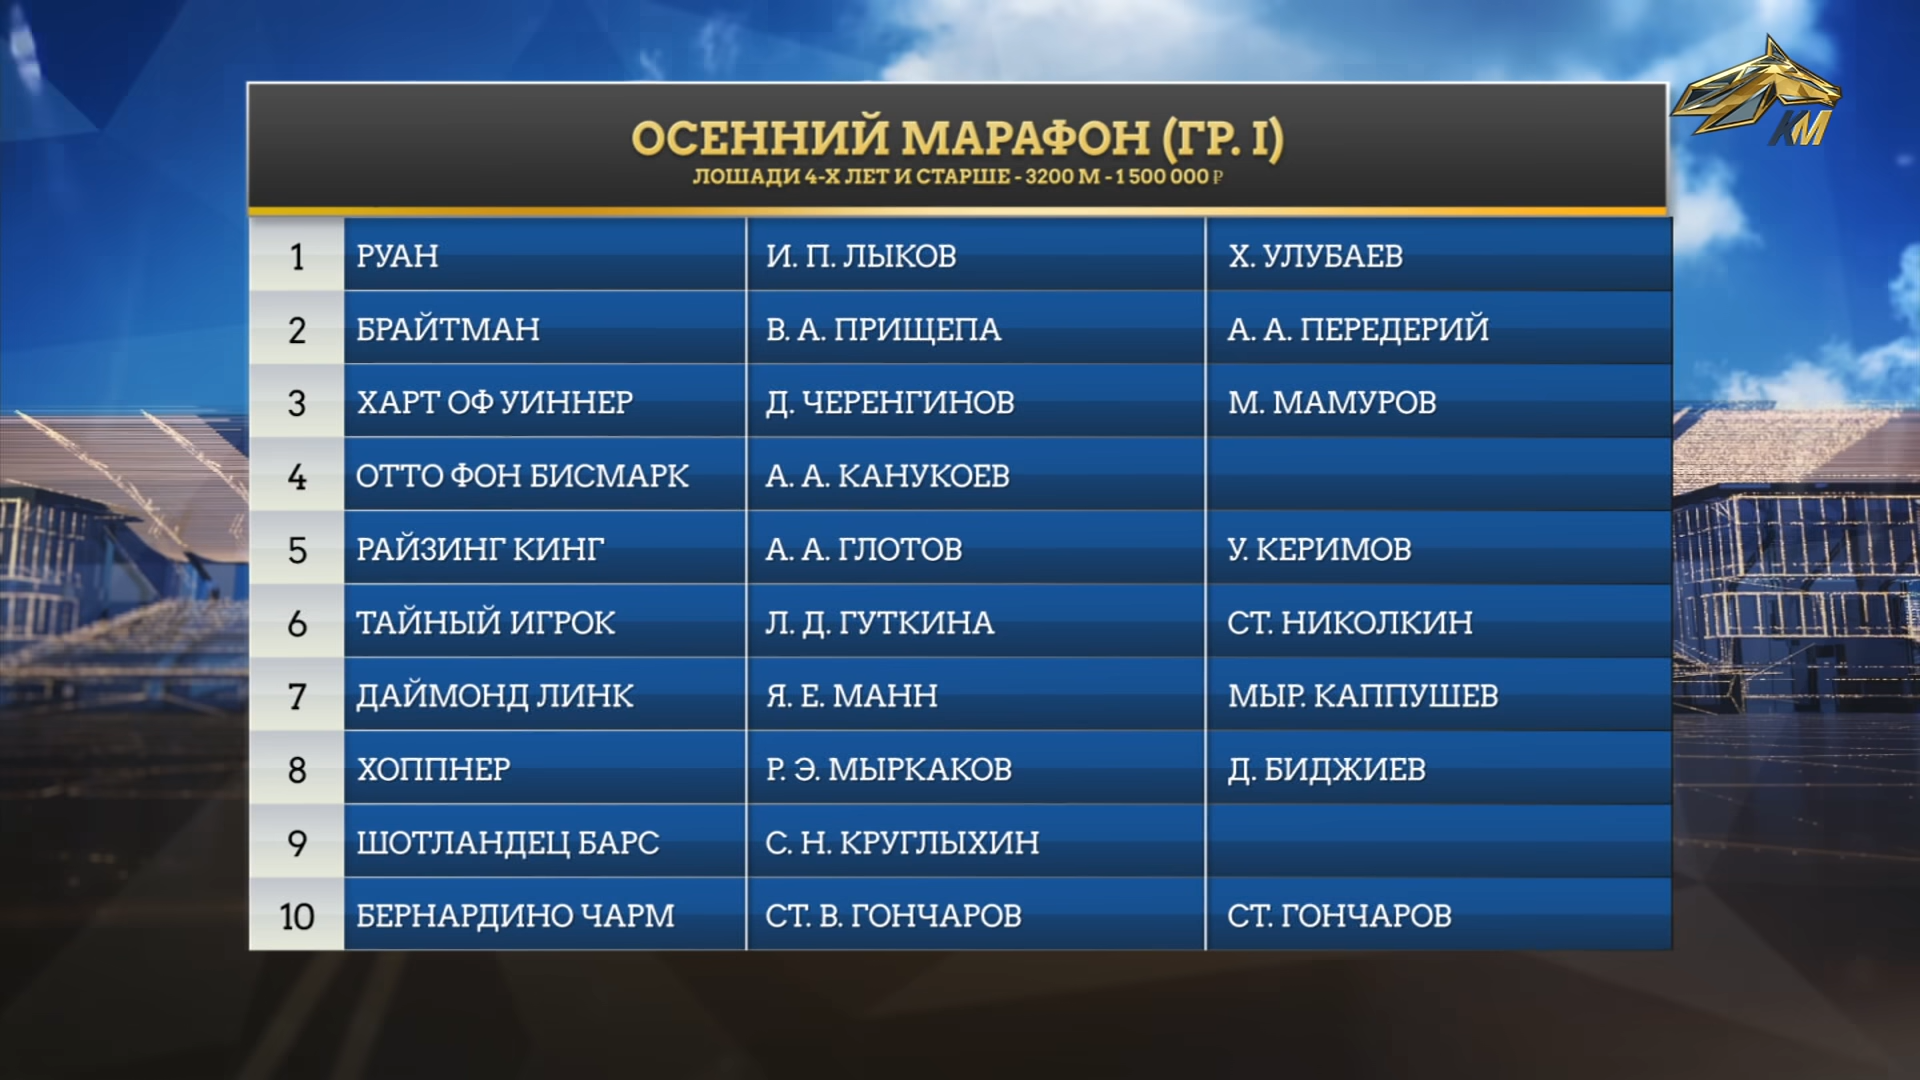 ОСЕННИЙ МАРАФОН (ГР. I)
ЛОШАДИ 4-Х ЛЕТ И СТАРШЕ - 3200 М - 1 500 000 ₽
КМ
1 РУАН И. П. ЛЫКОВ Х. УЛУБАЕВ
2 БРАЙТМАН В. А. ПРИЩЕПА А. А. ПЕРЕДЕРИЙ
3 ХАРТ ОФ УИННЕР Д. ЧЕРЕНГИНОВ М. МАМУРОВ
4 ОТТО ФОН БИСМАРК А. А. КАНУКОЕВ
5 РАЙЗИНГ КИНГ А. А. ГЛОТОВ У. КЕРИМОВ
6 ТАЙНЫЙ ИГРОК Л. Д. ГУТКИНА СТ. НИКОЛКИН
7 ДАЙМОНД ЛИНК Я. Е. МАНН МЫР. КАППУШЕВ
8 ХОППНЕР Р. Э. МЫРКАКОВ Д. БИДЖИЕВ
9 ШОТЛАНДЕЦ БАРС С. Н. КРУГЛЫХИН
10 БЕРНАРДИНО ЧАРМ СТ. В. ГОНЧАРОВ СТ. ГОНЧАРОВ